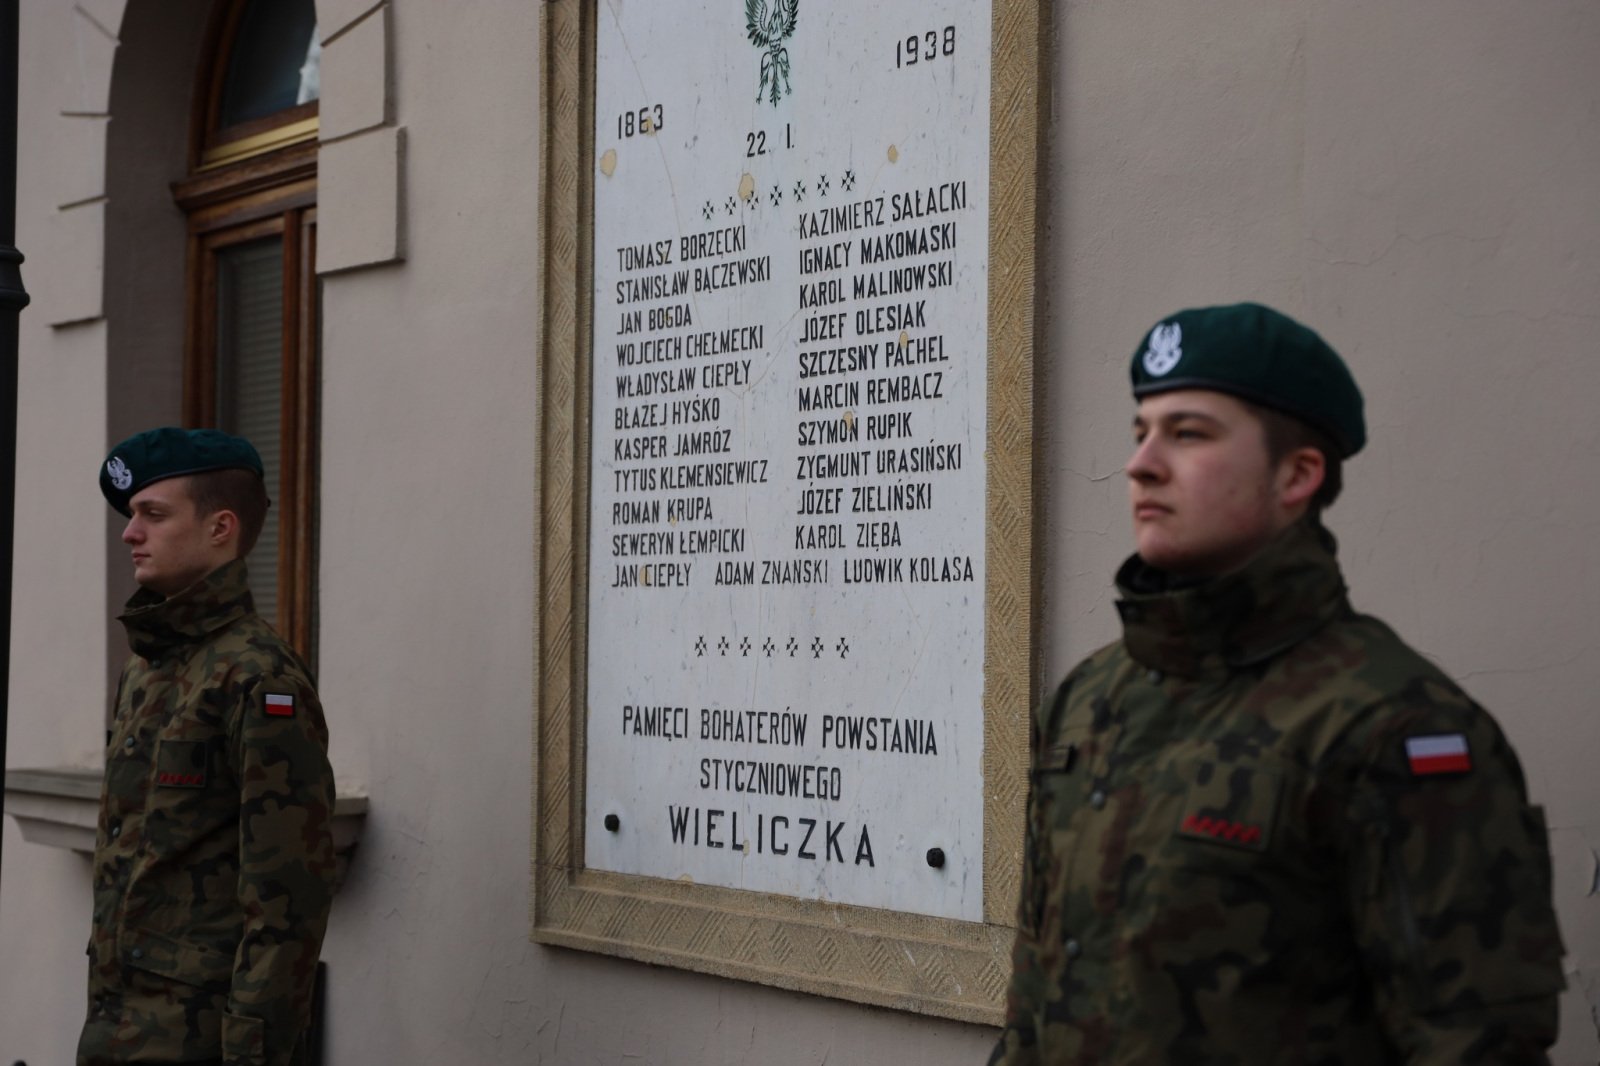 1863 1938
22 I.
TOMASZ BORZĘCKI
STANISŁAW BĄCZEWSKI
JAN BOGDA
WOJCIECH CHEŁMECKI
WŁADYSŁAW CIEPŁY
BŁAŻEJ HYŚKO
KASPER JAMRÓZ
TYTUS KLEMENSIEWICZ
ROMAN KRUPA
SEWERYN ŁEMPICKI
KAZIMIERZ SAŁACKI
IGNACY MAKOMASKI
KAROL MALINOWSKI
JÓZEF OLESIAK
SZCZĘSNY PACHEL
MARCIN REMBACZ
SZYMON RUPIK
ZYGMUNT URASIŃSKI
JÓZEF ZIELIŃSKI
KAROL ZIĘBA
JAN CIEPŁY ADAM ZNAŃSKI LUDWIK KOLASA
PAMIĘCI BOHATERÓW POWSTANIA
STYCZNIOWEGO
WIELICZKA